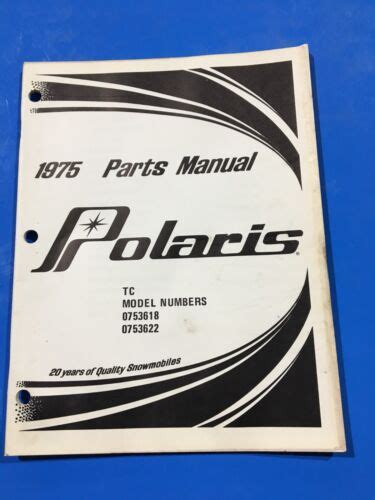 1975 Parts Manual
Polaris®
TC
MODEL NUMBERS
0753618
0753622
20 years of Quality Snowmobiles